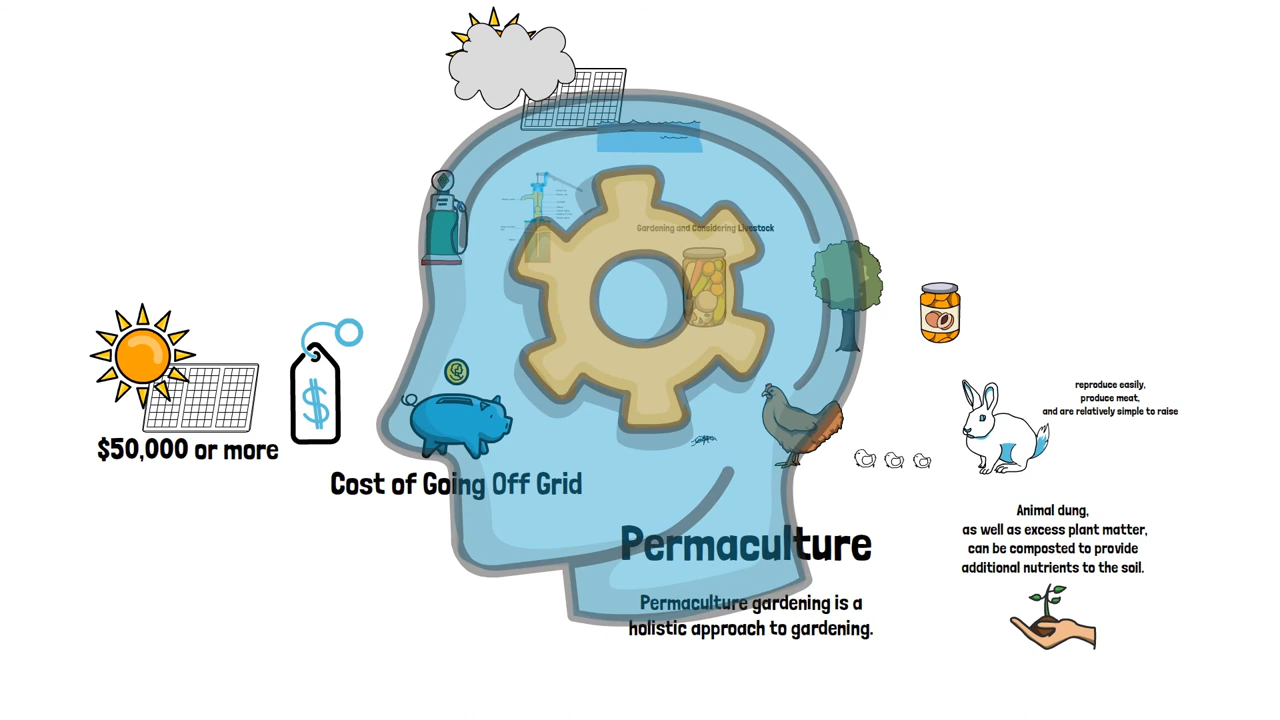 Gardening and Considering Livestock
reproduce easily,
produce meat,
and are relatively simple to raise
$50,000 or more
$
Cost of Going Off Grid
Animal dung,
as well as excess plant matter,
can be composted to provide
additional nutrients to the soil.
Permaculture
Permaculture gardening is a
holistic approach to gardening.